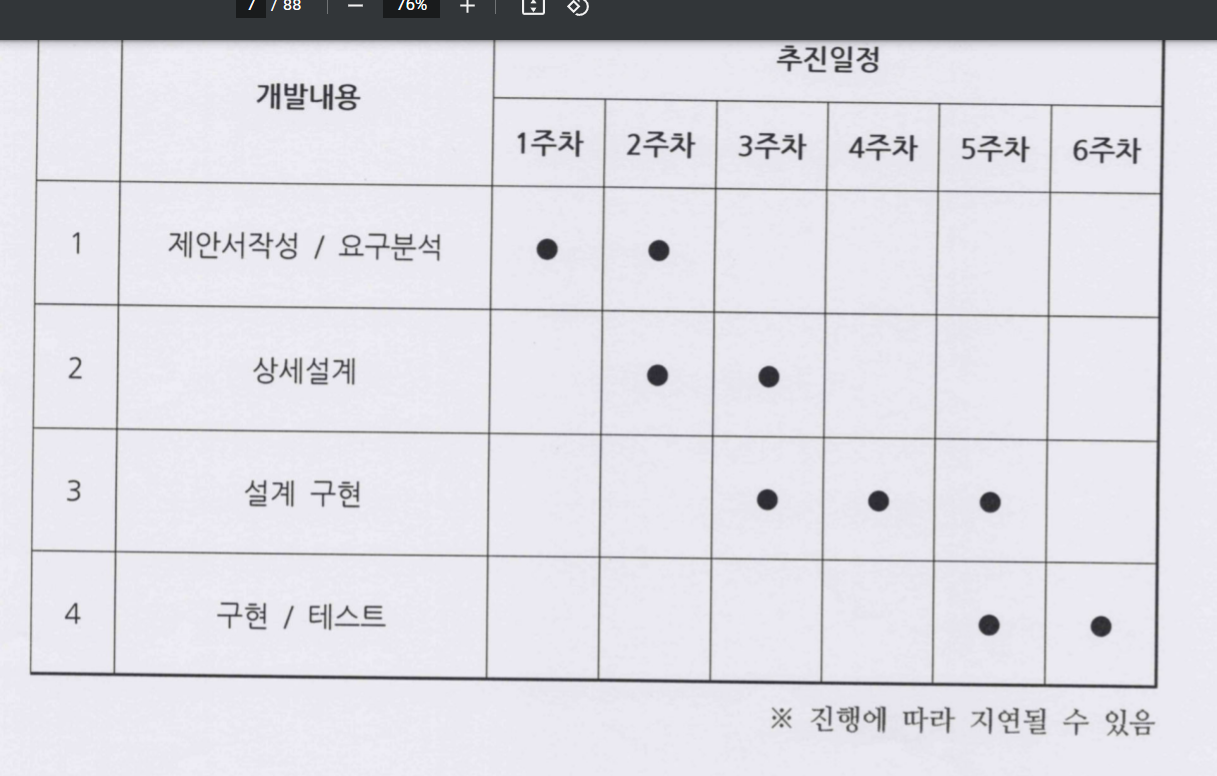 7 / 88 76%
추진일정
개발내용
1주차 2주차 3주차 4주차 5주차 6주차
1 제안서작성 / 요구분석 ● ●
2 상세설계 ● ●
3 설계 구현 ● ● ●
4 구현 / 테스트 ● ●
※ 진행에 따라 지연될 수 있음